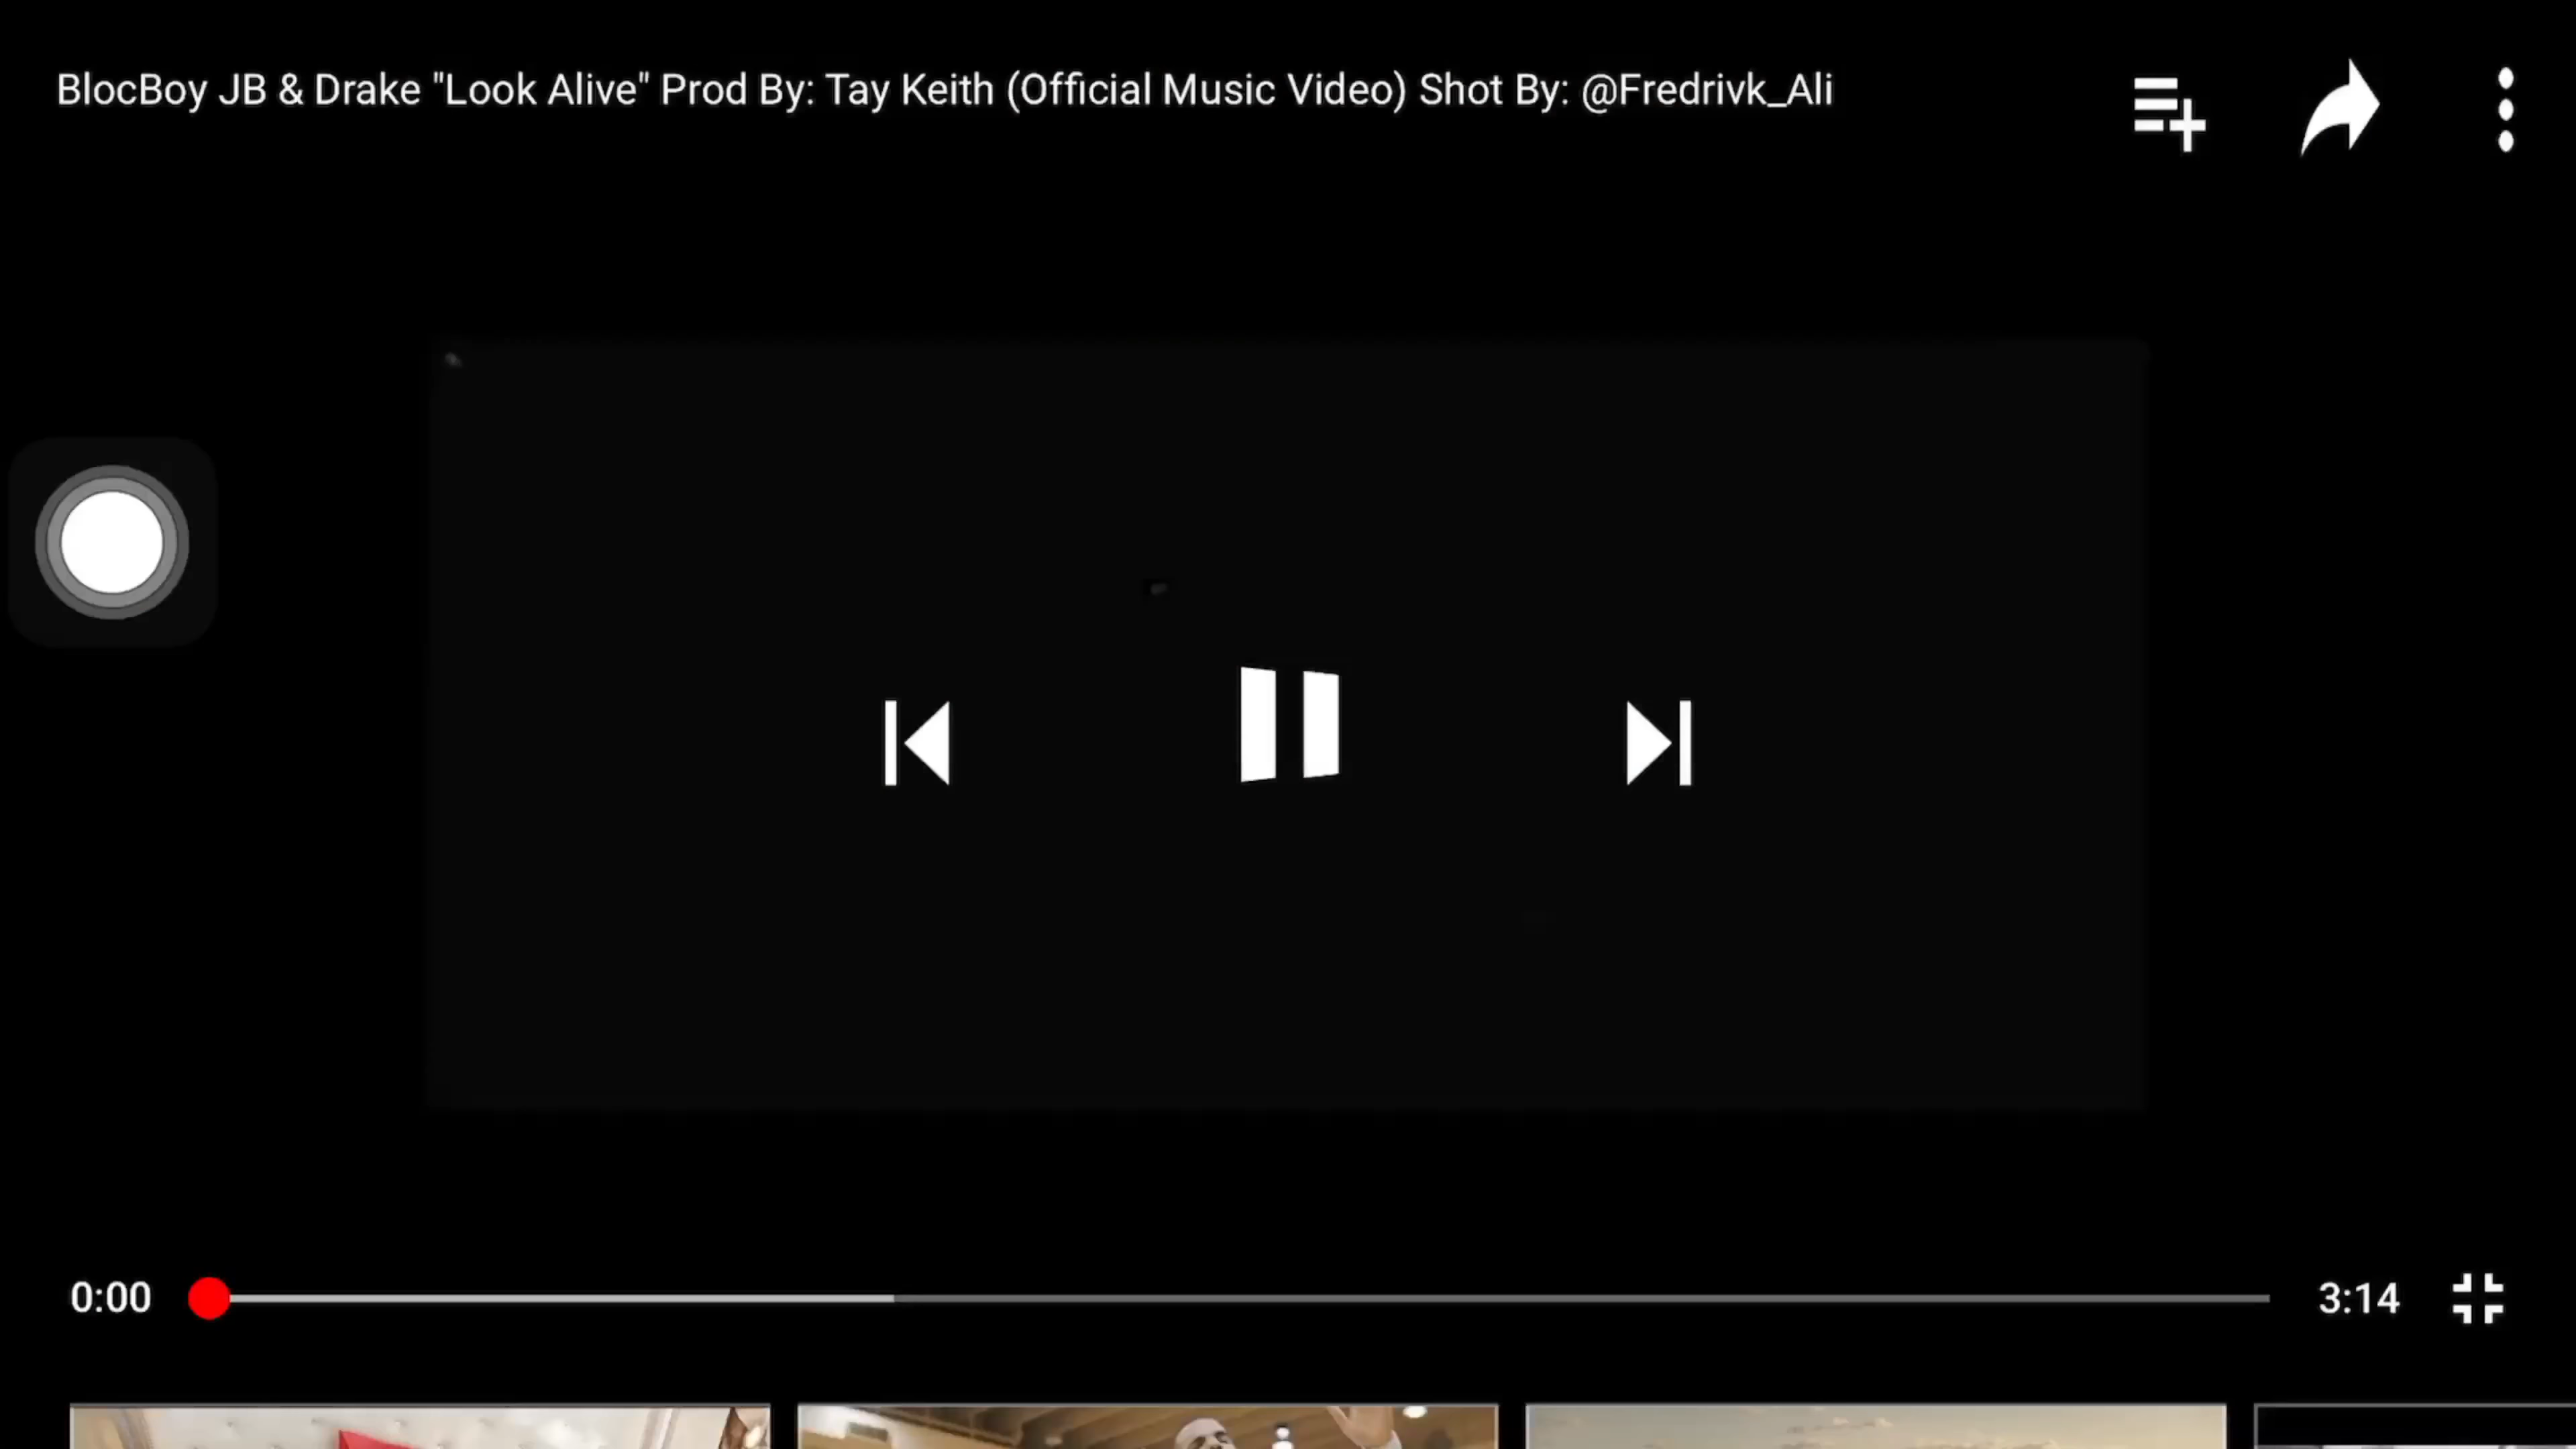 BlocBoy JB & Drake "Look Alive" Prod By: Tay Keith (Official Music Video) Shot By: @Fredrivk_Ali
0:00
3:14